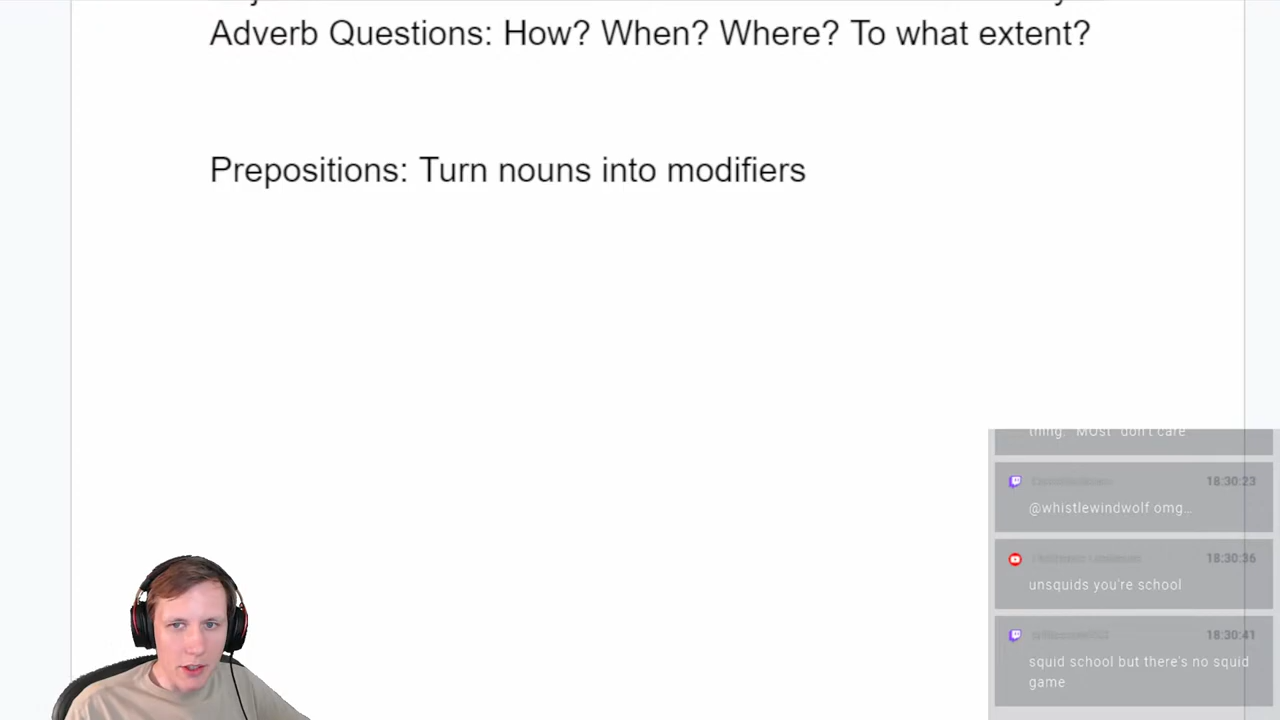 Adverb Questions: How? When? Where? To what extent?
Prepositions: Turn nouns into modifiers
thing. "MOst" don't care
18:30:23
@whistlewindwolf omg…
18:30:36
unsquids you're school
18:30:41
squid school but there's no squid
game